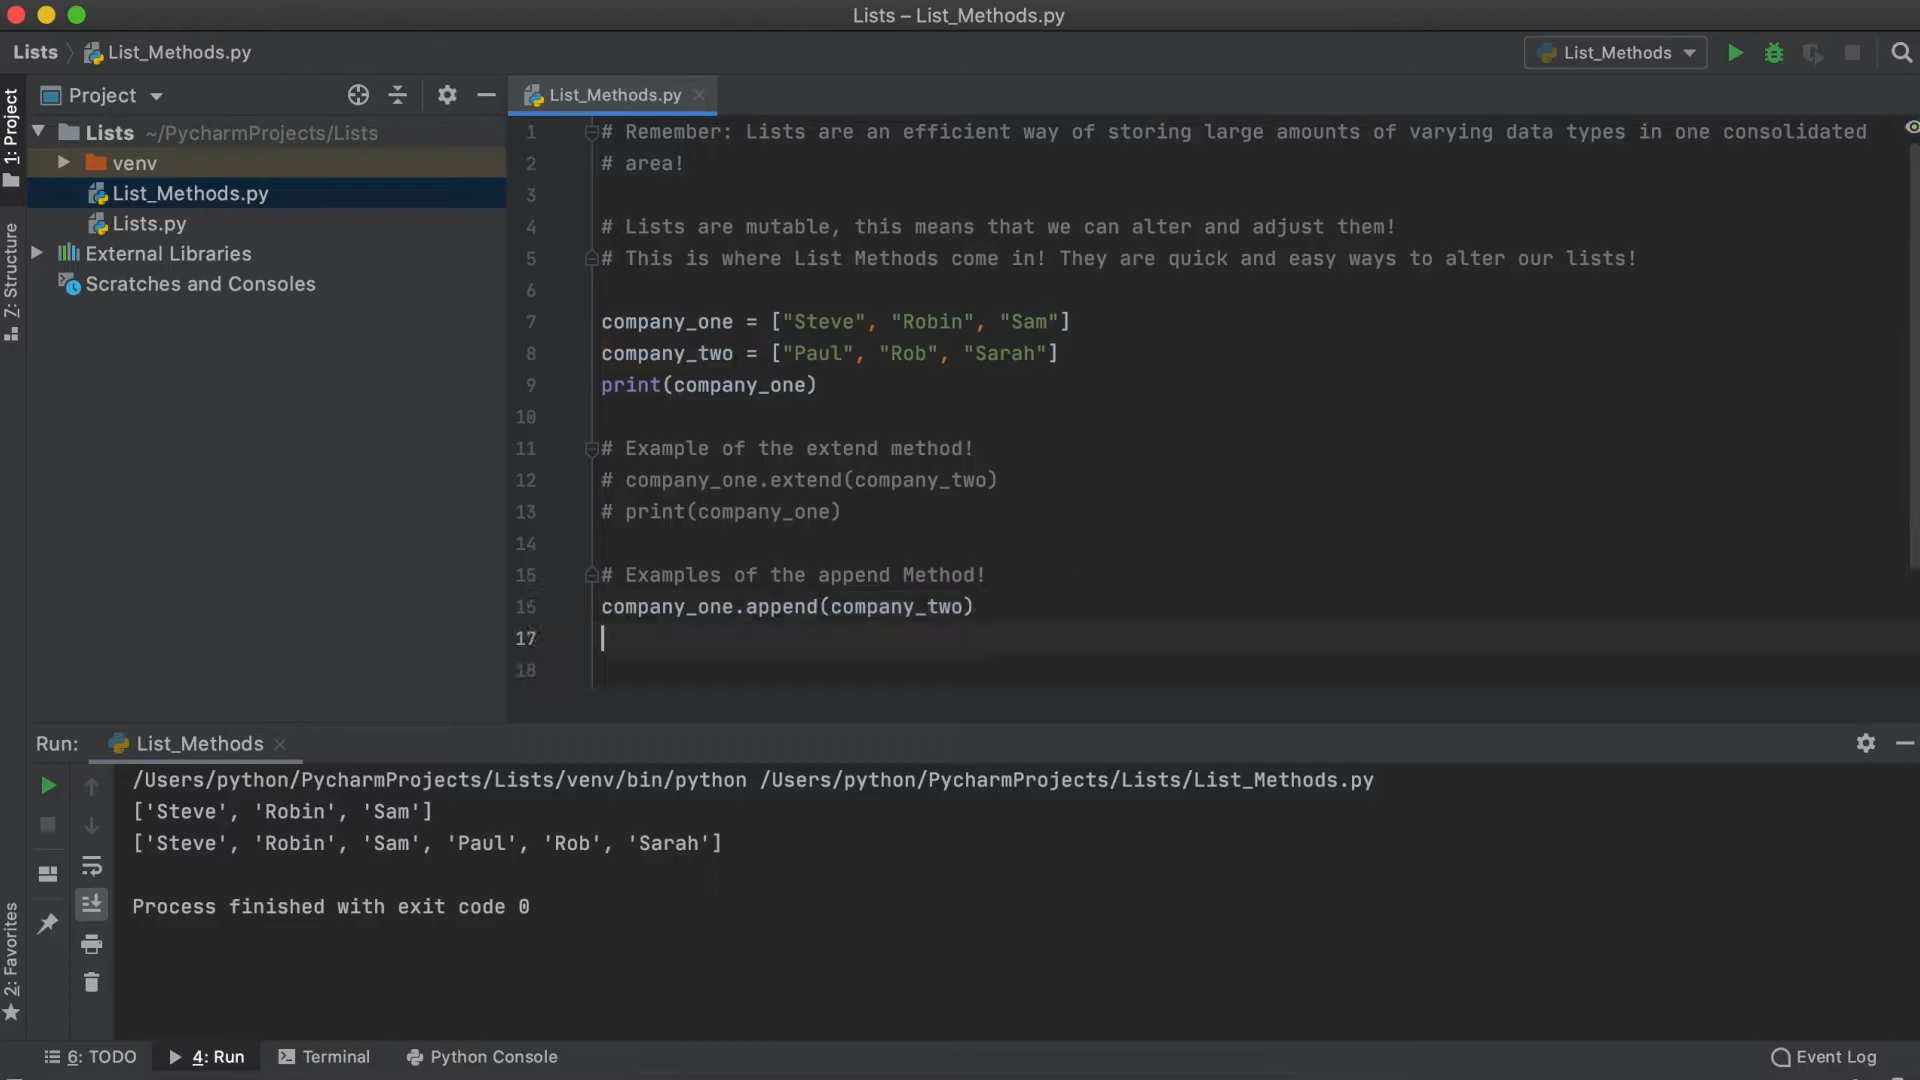 Lists – List_Methods.py
Lists List_Methods.py
List_Methods
1: Project
Z: Structure
2: Favorites
Project
Lists ~/PycharmProjects/Lists
venv
List_Methods.py
Lists.py
External Libraries
Scratches and Consoles
List_Methods.py
1 # Remember: Lists are an efficient way of storing large amounts of varying data types in one consolidated
2 # area!
3
4 # Lists are mutable, this means that we can alter and adjust them!
5 # This is where List Methods come in! They are quick and easy ways to alter our lists!
6
7 company_one = ["Steve", "Robin", "Sam"]
8 company_two = ["Paul", "Rob", "Sarah"]
9 print(company_one)
10
11 # Example of the extend method!
12 # company_one.extend(company_two)
13 # print(company_one)
14
15 # Examples of the append Method!
16 company_one.append(company_two)
17
18
Run: List_Methods
/Users/python/PycharmProjects/Lists/venv/bin/python /Users/python/PycharmProjects/Lists/List_Methods.py
['Steve', 'Robin', 'Sam']
['Steve', 'Robin', 'Sam', 'Paul', 'Rob', 'Sarah']
Process finished with exit code 0
6: TODO 4: Run Terminal Python Console Event Log